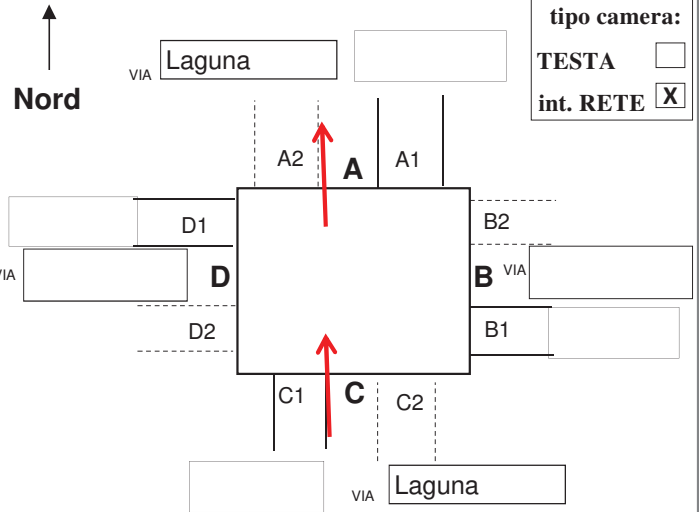 tipo camera:
TESTA
int. RETE X
Nord
VIA Laguna
A2 A A1
D1 B2
VIA D B VIA
D2 B1
C1 C C2
VIA Laguna